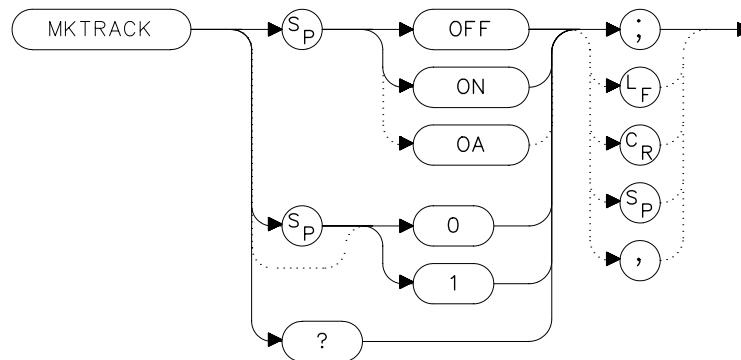 MKTRACK
SP
OFF
;
ON
LF
OA
CR
SP
SP
0
,
1
?